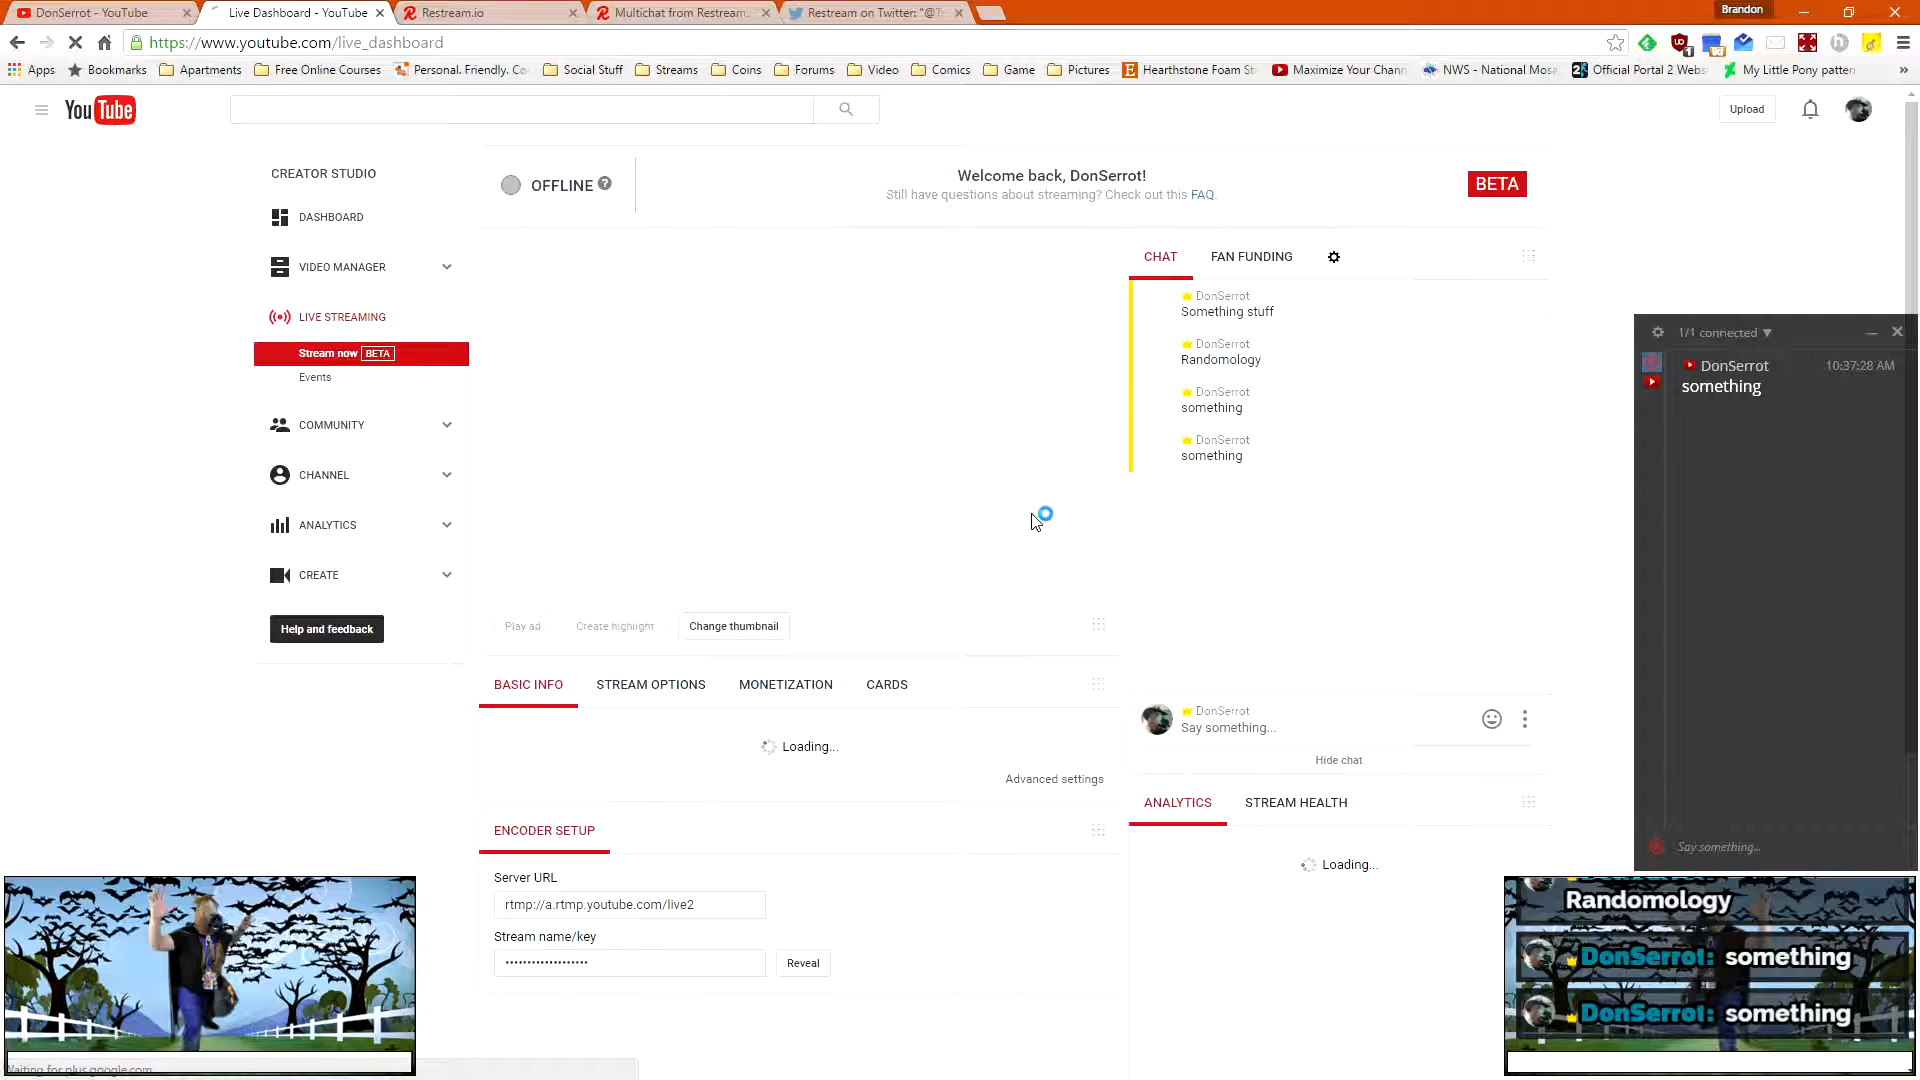 DonSerrot - YouTube
Live Dashboard - YouTube
Restream.io
Multichat from Restream.
Restream on Twitter: "@T
Brandon
https://www.youtube.com/live_dashboard
Apps
Bookmarks
Apartments
Free Online Courses
Personal. Friendly. Co
Social Stuff
Streams
Coins
Forums
Video
Comics
Game
Pictures
Hearthstone Foam St
Maximize Your Chann
NWS - National Mosa
Official Portal 2 Webs
My Little Pony patter
»
YouTube
Upload
CREATOR STUDIO
DASHBOARD
VIDEO MANAGER
LIVE STREAMING
Stream now BETA
Events
COMMUNITY
CHANNEL
ANALYTICS
CREATE
Help and feedback
OFFLINE ?
Welcome back, DonSerrot!
Still have questions about streaming? Check out this FAQ.
BETA
Play ad
Create highlight
Change thumbnail
BASIC INFO
STREAM OPTIONS
MONETIZATION
CARDS
Loading...
Advanced settings
ENCODER SETUP
Server URL
rtmp://a.rtmp.youtube.com/live2
Stream name/key
•••••••••••••••••••
Reveal
CHAT
FAN FUNDING
DonSerrot
Something stuff
DonSerrot
Randomology
DonSerrot
something
DonSerrot
something
DonSerrot
Say something...
Hide chat
ANALYTICS
STREAM HEALTH
Loading...
1/1 connected
DonSerrot
10:37:28 AM
something
Say something...
Randomology
DonSerrot: something
DonSerrot: something
Waiting for plus.google.com